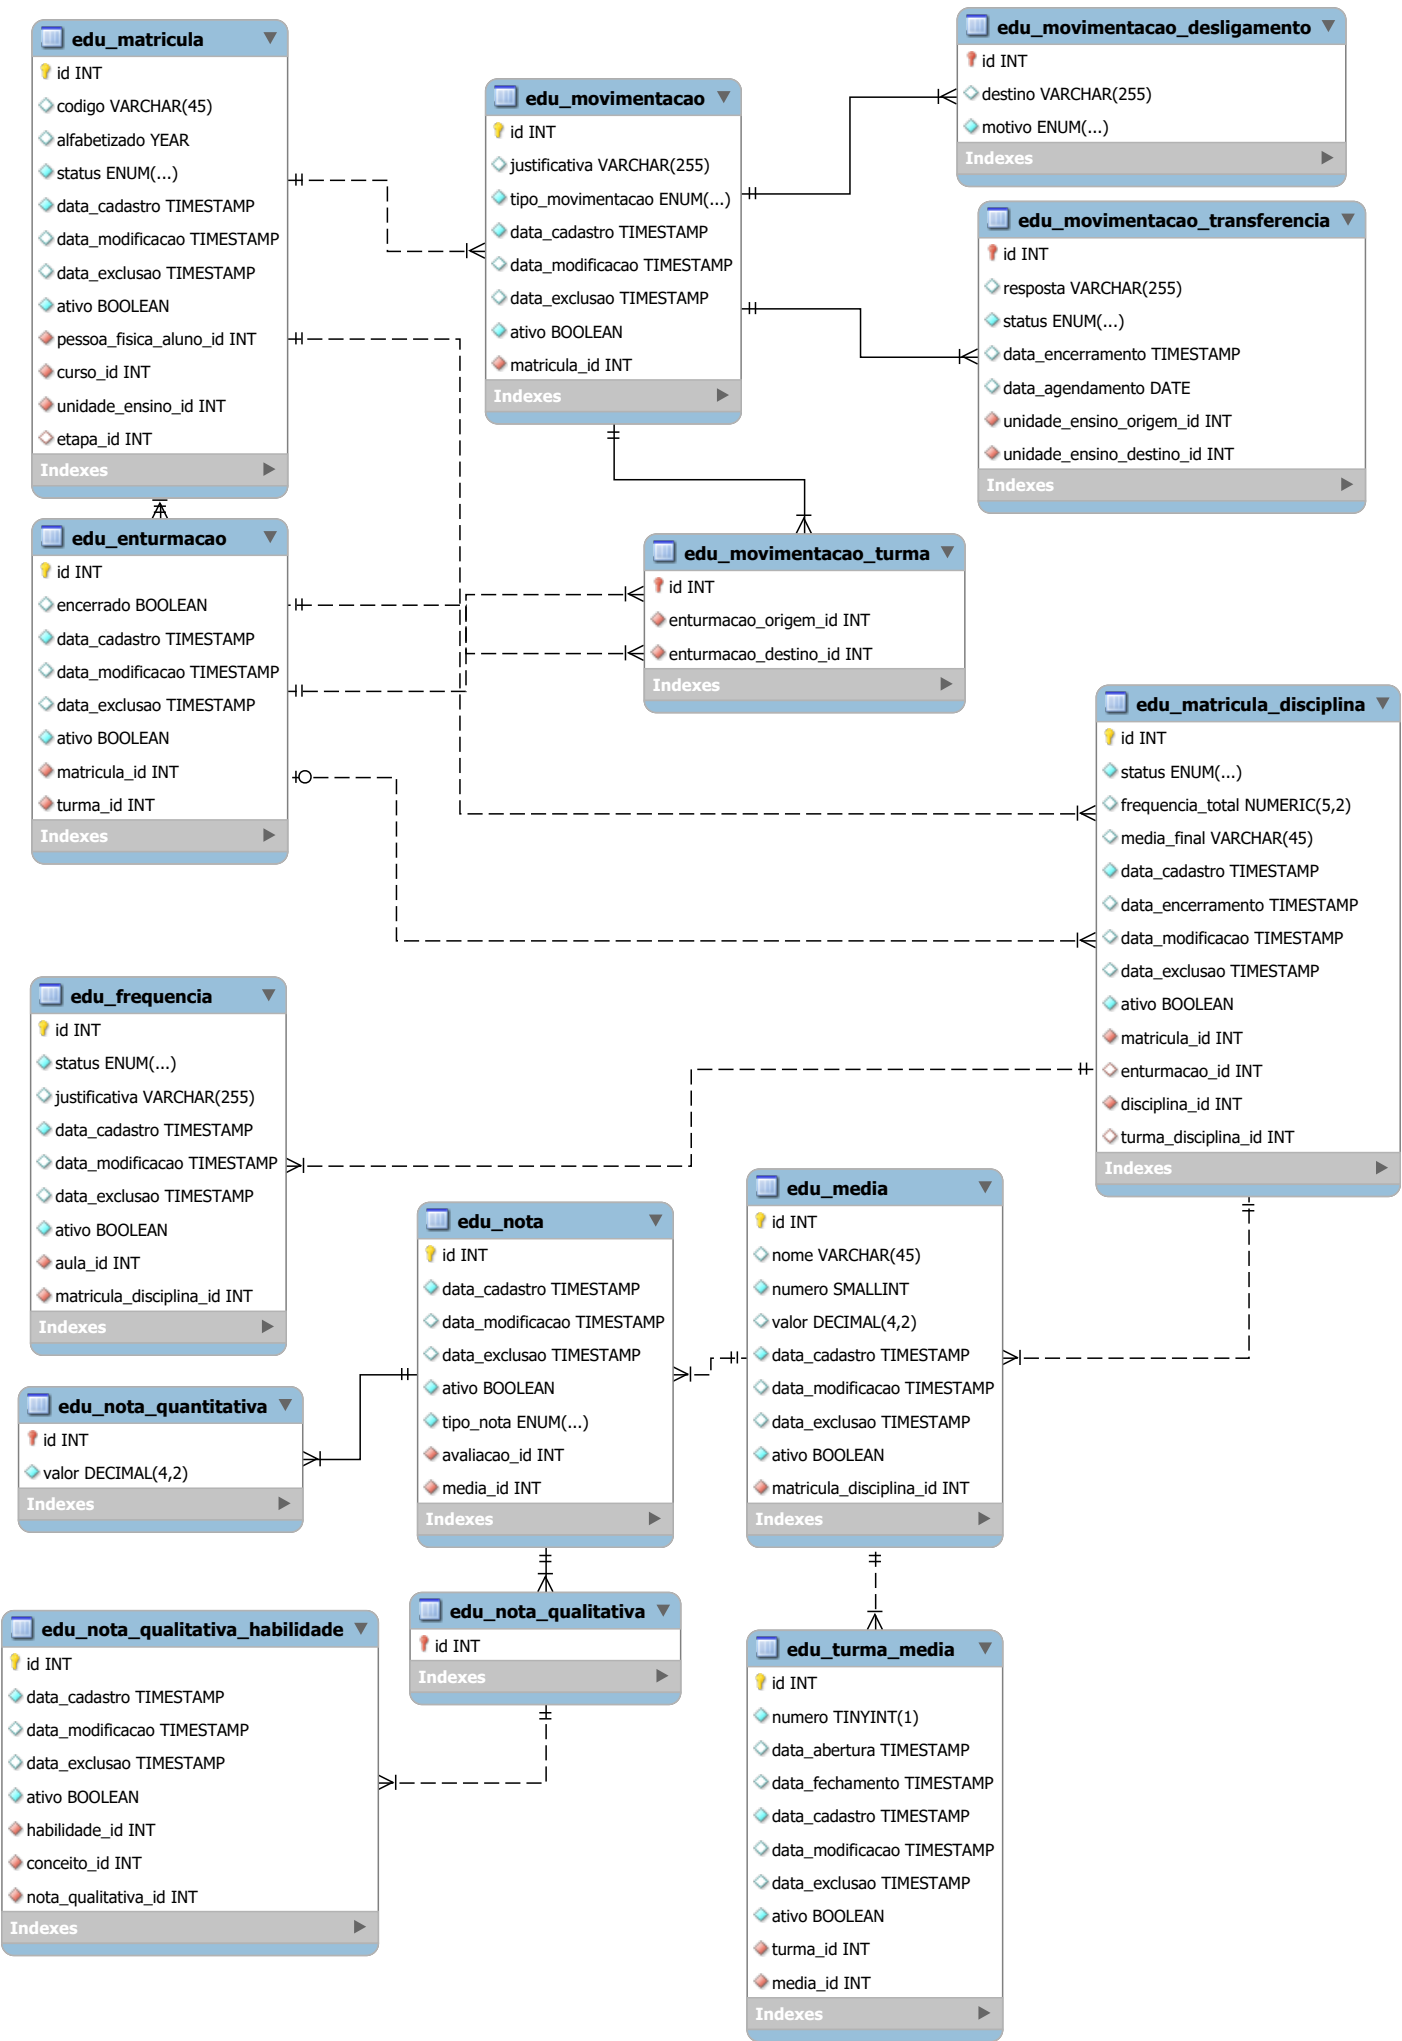 edu_matricula
id INT
codigo VARCHAR(45)
alfabetizado YEAR
status ENUM(...)
data_cadastro TIMESTAMP
data_modificacao TIMESTAMP
data_exclusao TIMESTAMP
ativo BOOLEAN
pessoa_fisica_aluno_id INT
curso_id INT
unidade_ensino_id INT
etapa_id INT
Indexes
edu_movimentacao
id INT
justificativa VARCHAR(255)
tipo_movimentacao ENUM(...)
data_cadastro TIMESTAMP
data_modificacao TIMESTAMP
data_exclusao TIMESTAMP
ativo BOOLEAN
matricula_id INT
Indexes
edu_movimentacao_desligamento
id INT
destino VARCHAR(255)
motivo ENUM(...)
Indexes
edu_movimentacao_transferencia
id INT
resposta VARCHAR(255)
status ENUM(...)
data_encerramento TIMESTAMP
data_agendamento DATE
unidade_ensino_origem_id INT
unidade_ensino_destino_id INT
Indexes
edu_enturmacao
id INT
encerrado BOOLEAN
data_cadastro TIMESTAMP
data_modificacao TIMESTAMP
data_exclusao TIMESTAMP
ativo BOOLEAN
matricula_id INT
turma_id INT
Indexes
edu_movimentacao_turma
id INT
enturmacao_origem_id INT
enturmacao_destino_id INT
Indexes
edu_matricula_disciplina
id INT
status ENUM(...)
frequencia_total NUMERIC(5,2)
media_final VARCHAR(45)
data_cadastro TIMESTAMP
data_encerramento TIMESTAMP
data_modificacao TIMESTAMP
data_exclusao TIMESTAMP
ativo BOOLEAN
matricula_id INT
enturmacao_id INT
disciplina_id INT
turma_disciplina_id INT
Indexes
edu_frequencia
id INT
status ENUM(...)
justificativa VARCHAR(255)
data_cadastro TIMESTAMP
data_modificacao TIMESTAMP
data_exclusao TIMESTAMP
ativo BOOLEAN
aula_id INT
matricula_disciplina_id INT
Indexes
edu_nota
id INT
data_cadastro TIMESTAMP
data_modificacao TIMESTAMP
data_exclusao TIMESTAMP
ativo BOOLEAN
tipo_nota ENUM(...)
avaliacao_id INT
media_id INT
Indexes
edu_media
id INT
nome VARCHAR(45)
numero SMALLINT
valor DECIMAL(4,2)
data_cadastro TIMESTAMP
data_modificacao TIMESTAMP
data_exclusao TIMESTAMP
ativo BOOLEAN
matricula_disciplina_id INT
Indexes
edu_nota_quantitativa
id INT
valor DECIMAL(4,2)
Indexes
edu_nota_qualitativa_habilidade
id INT
data_cadastro TIMESTAMP
data_modificacao TIMESTAMP
data_exclusao TIMESTAMP
ativo BOOLEAN
habilidade_id INT
conceito_id INT
nota_qualitativa_id INT
Indexes
edu_nota_qualitativa
id INT
Indexes
edu_turma_media
id INT
numero TINYINT(1)
data_abertura TIMESTAMP
data_fechamento TIMESTAMP
data_cadastro TIMESTAMP
data_modificacao TIMESTAMP
data_exclusao TIMESTAMP
ativo BOOLEAN
turma_id INT
media_id INT
Indexes